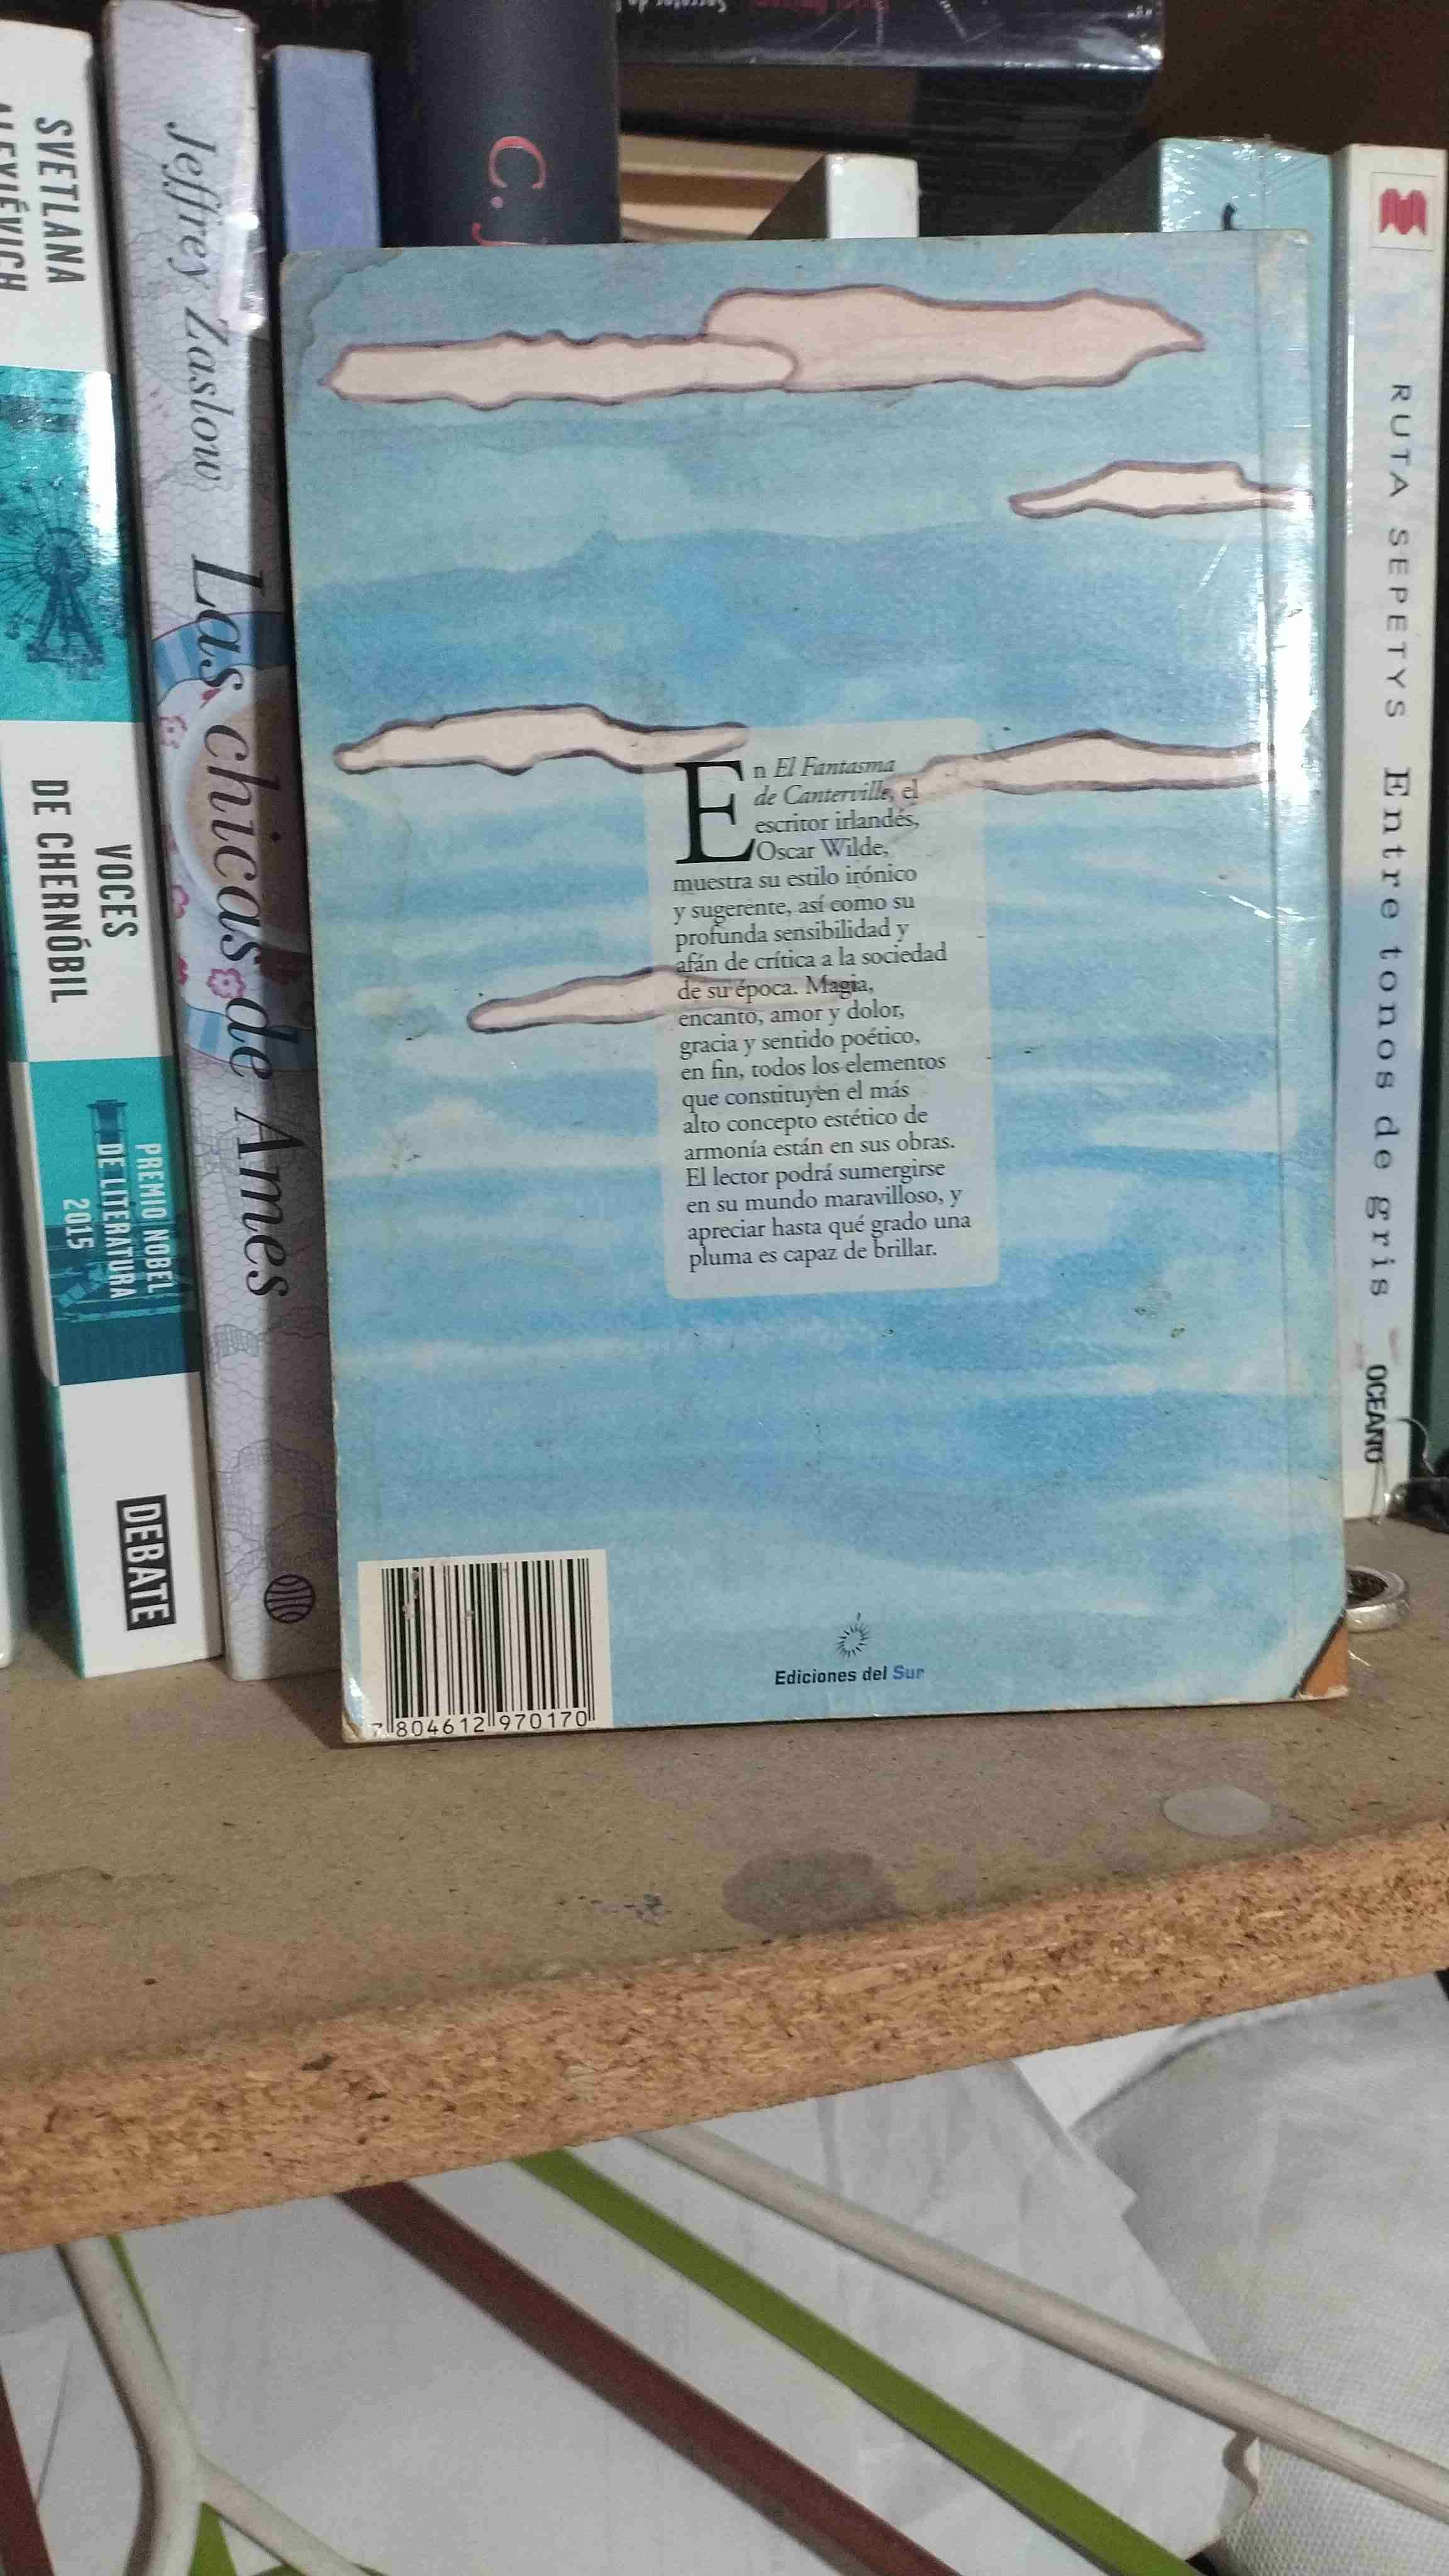 SVETLANA
ALEXIÉVICH
VOCES
DE CHERNÓBIL
PREMIO NOBEL
DE LITERATURA
2015
DEBATE
Jeffrey Zaslow Las chicas de Ames
C. J
En El Fantasma
de Canterville, el
escritor irlandés,
Oscar Wilde,
muestra su estilo irónico
y sugerente, así como su
profunda sensibilidad y
afán de crítica a la sociedad
de su época. Magia,
encanto, amor y dolor,
gracia y sentido poético,
en fin, todos los elementos
que constituyen el más
alto concepto estético de
armonía están en sus obras.
El lector podrá sumergirse
en su mundo maravilloso, y
apreciar hasta qué grado una
pluma es capaz de brillar.
7 804612 970170
Ediciones del Sur
RUTA SEPETYS Entre tonos de gris OCEANO